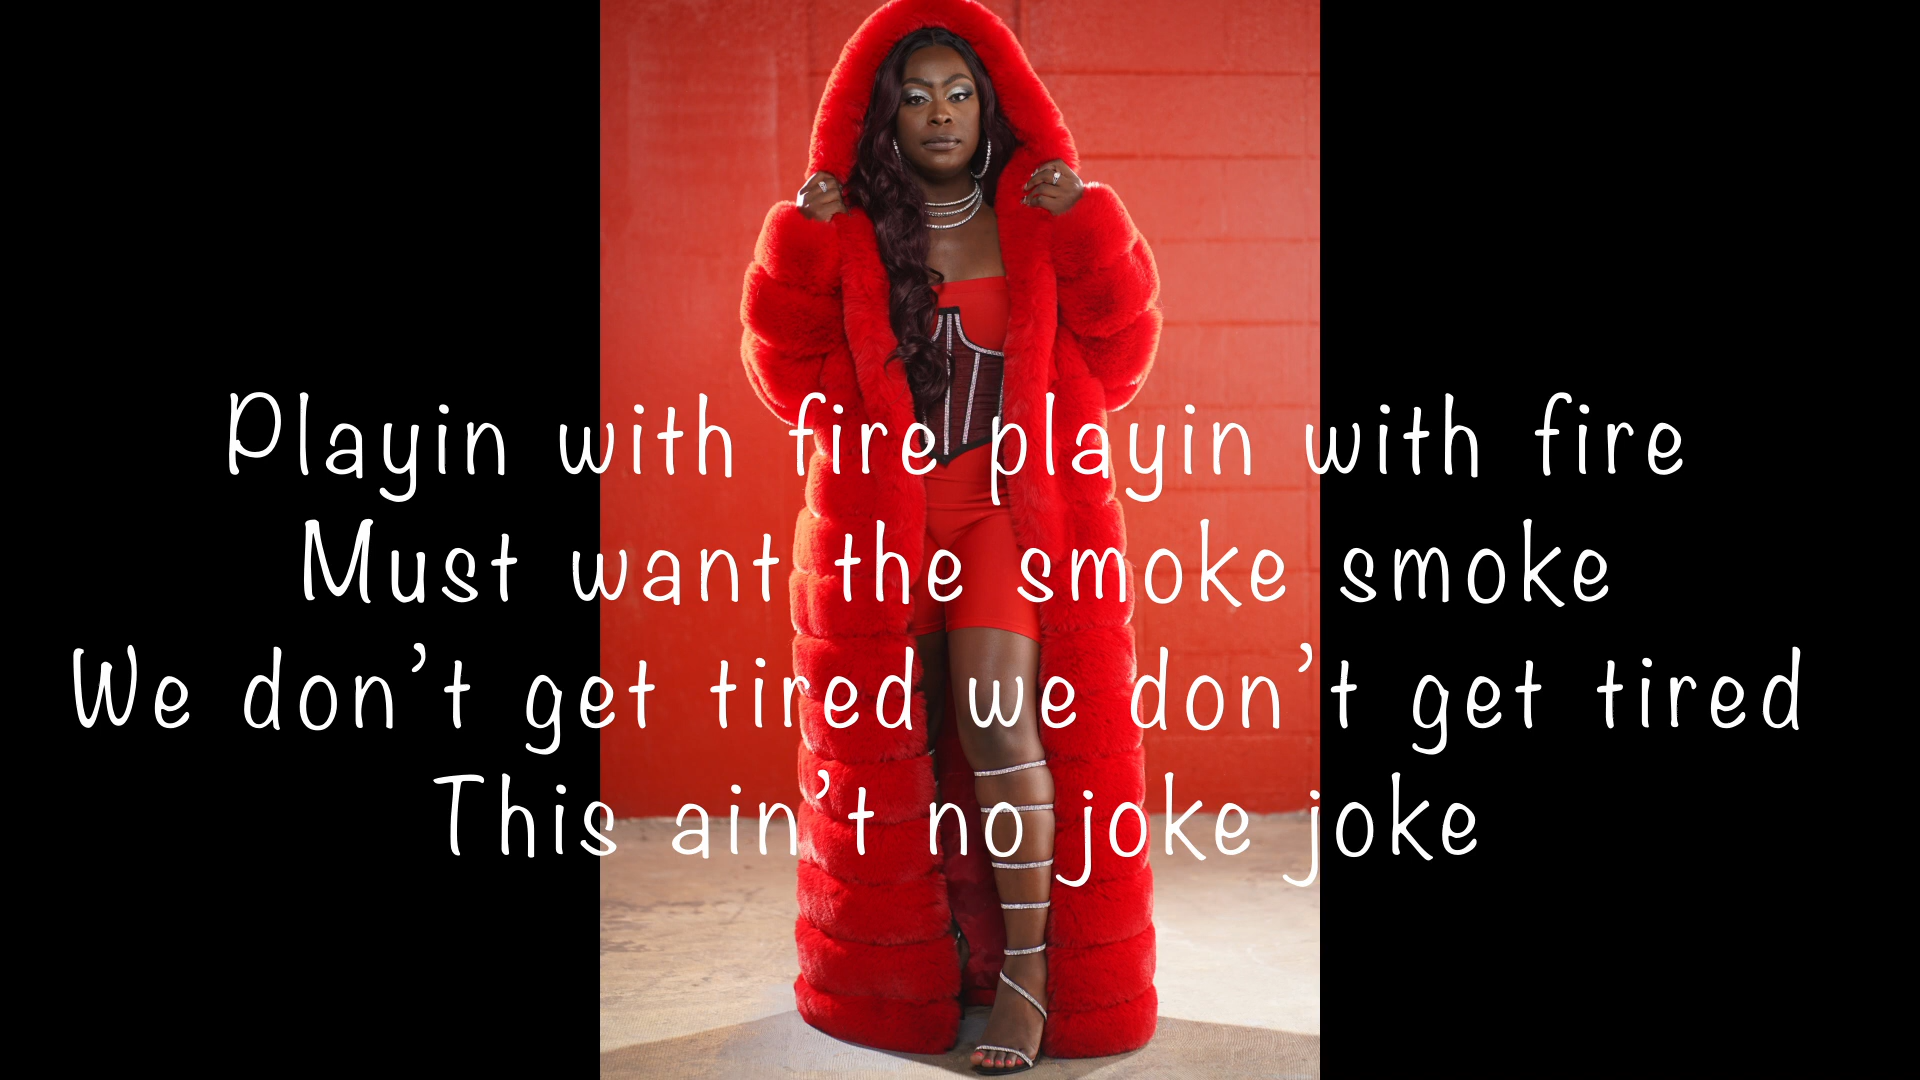 Playin with fire playin with fire
Must want the smoke smoke
We don’t get tired we don’t get tired
This ain’t no joke joke